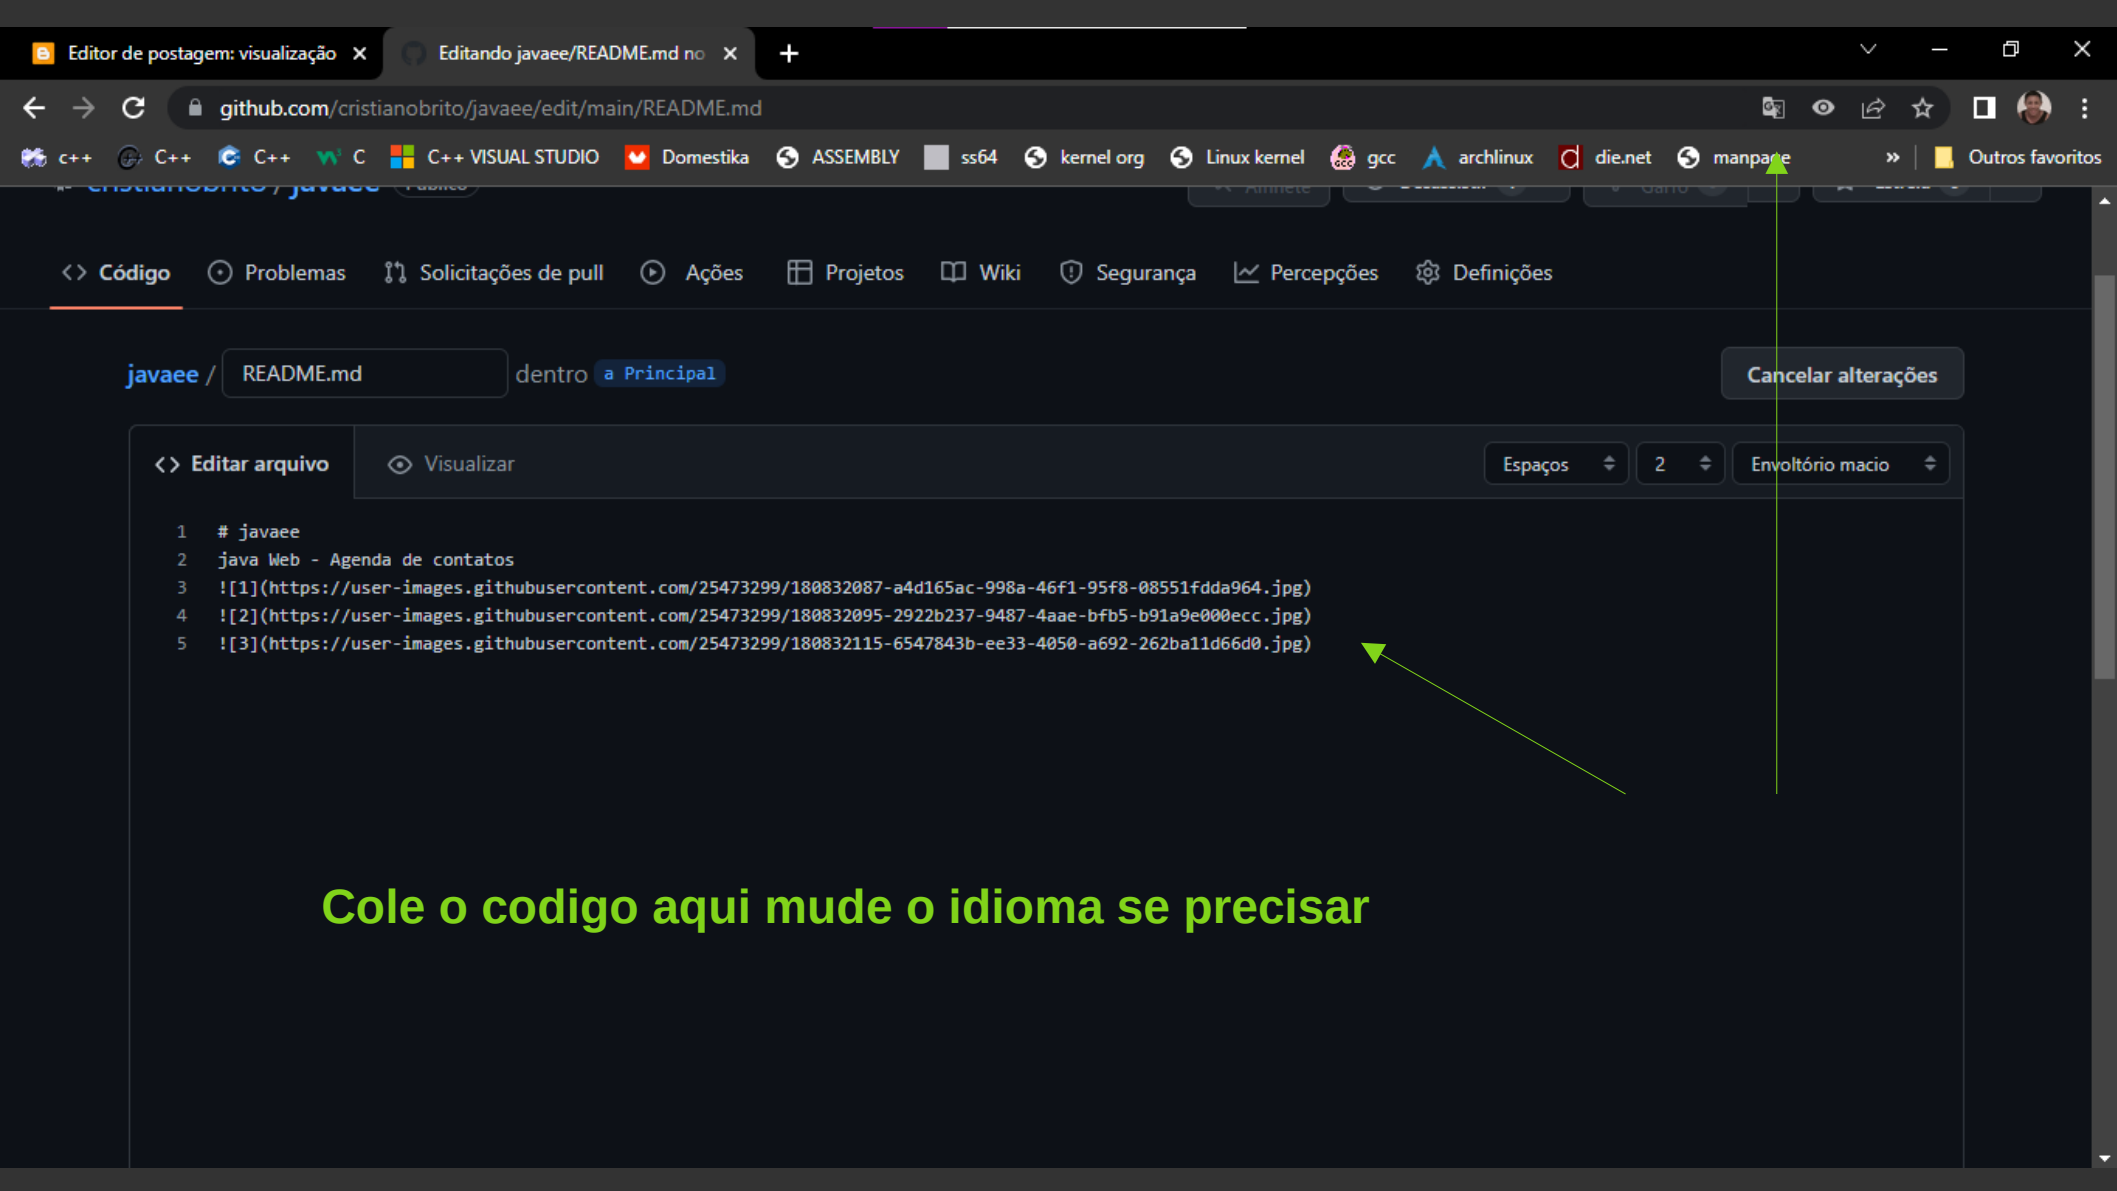 Editor de postagem: visualização
Editando javaee/README.md no
github.com/cristianobrito/javaee/edit/main/README.md
c++ C++ C++ C C++ VISUAL STUDIO Domestika ASSEMBLY ss64 kernel org Linux kernel gcc archlinux die.net manpage » Outros favoritos
cristianobrito / javaee Público
Código Problemas Solicitações de pull Ações Projetos Wiki Segurança Percepções Definições
javaee / README.md dentro a Principal Cancelar alterações
Editar arquivo Visualizar Espaços 2 Envoltório macio
1 # javaee
2 java Web - Agenda de contatos
3 ![1](https://user-images.githubusercontent.com/25473299/180832087-a4d165ac-998a-46f1-95f8-08551fdda964.jpg)
4 ![2](https://user-images.githubusercontent.com/25473299/180832095-2922b237-9487-4aae-bfb5-b91a9e000ecc.jpg)
5 ![3](https://user-images.githubusercontent.com/25473299/180832115-6547843b-ee33-4050-a692-262ba11d66d0.jpg)
Cole o codigo aqui mude o idioma se precisar